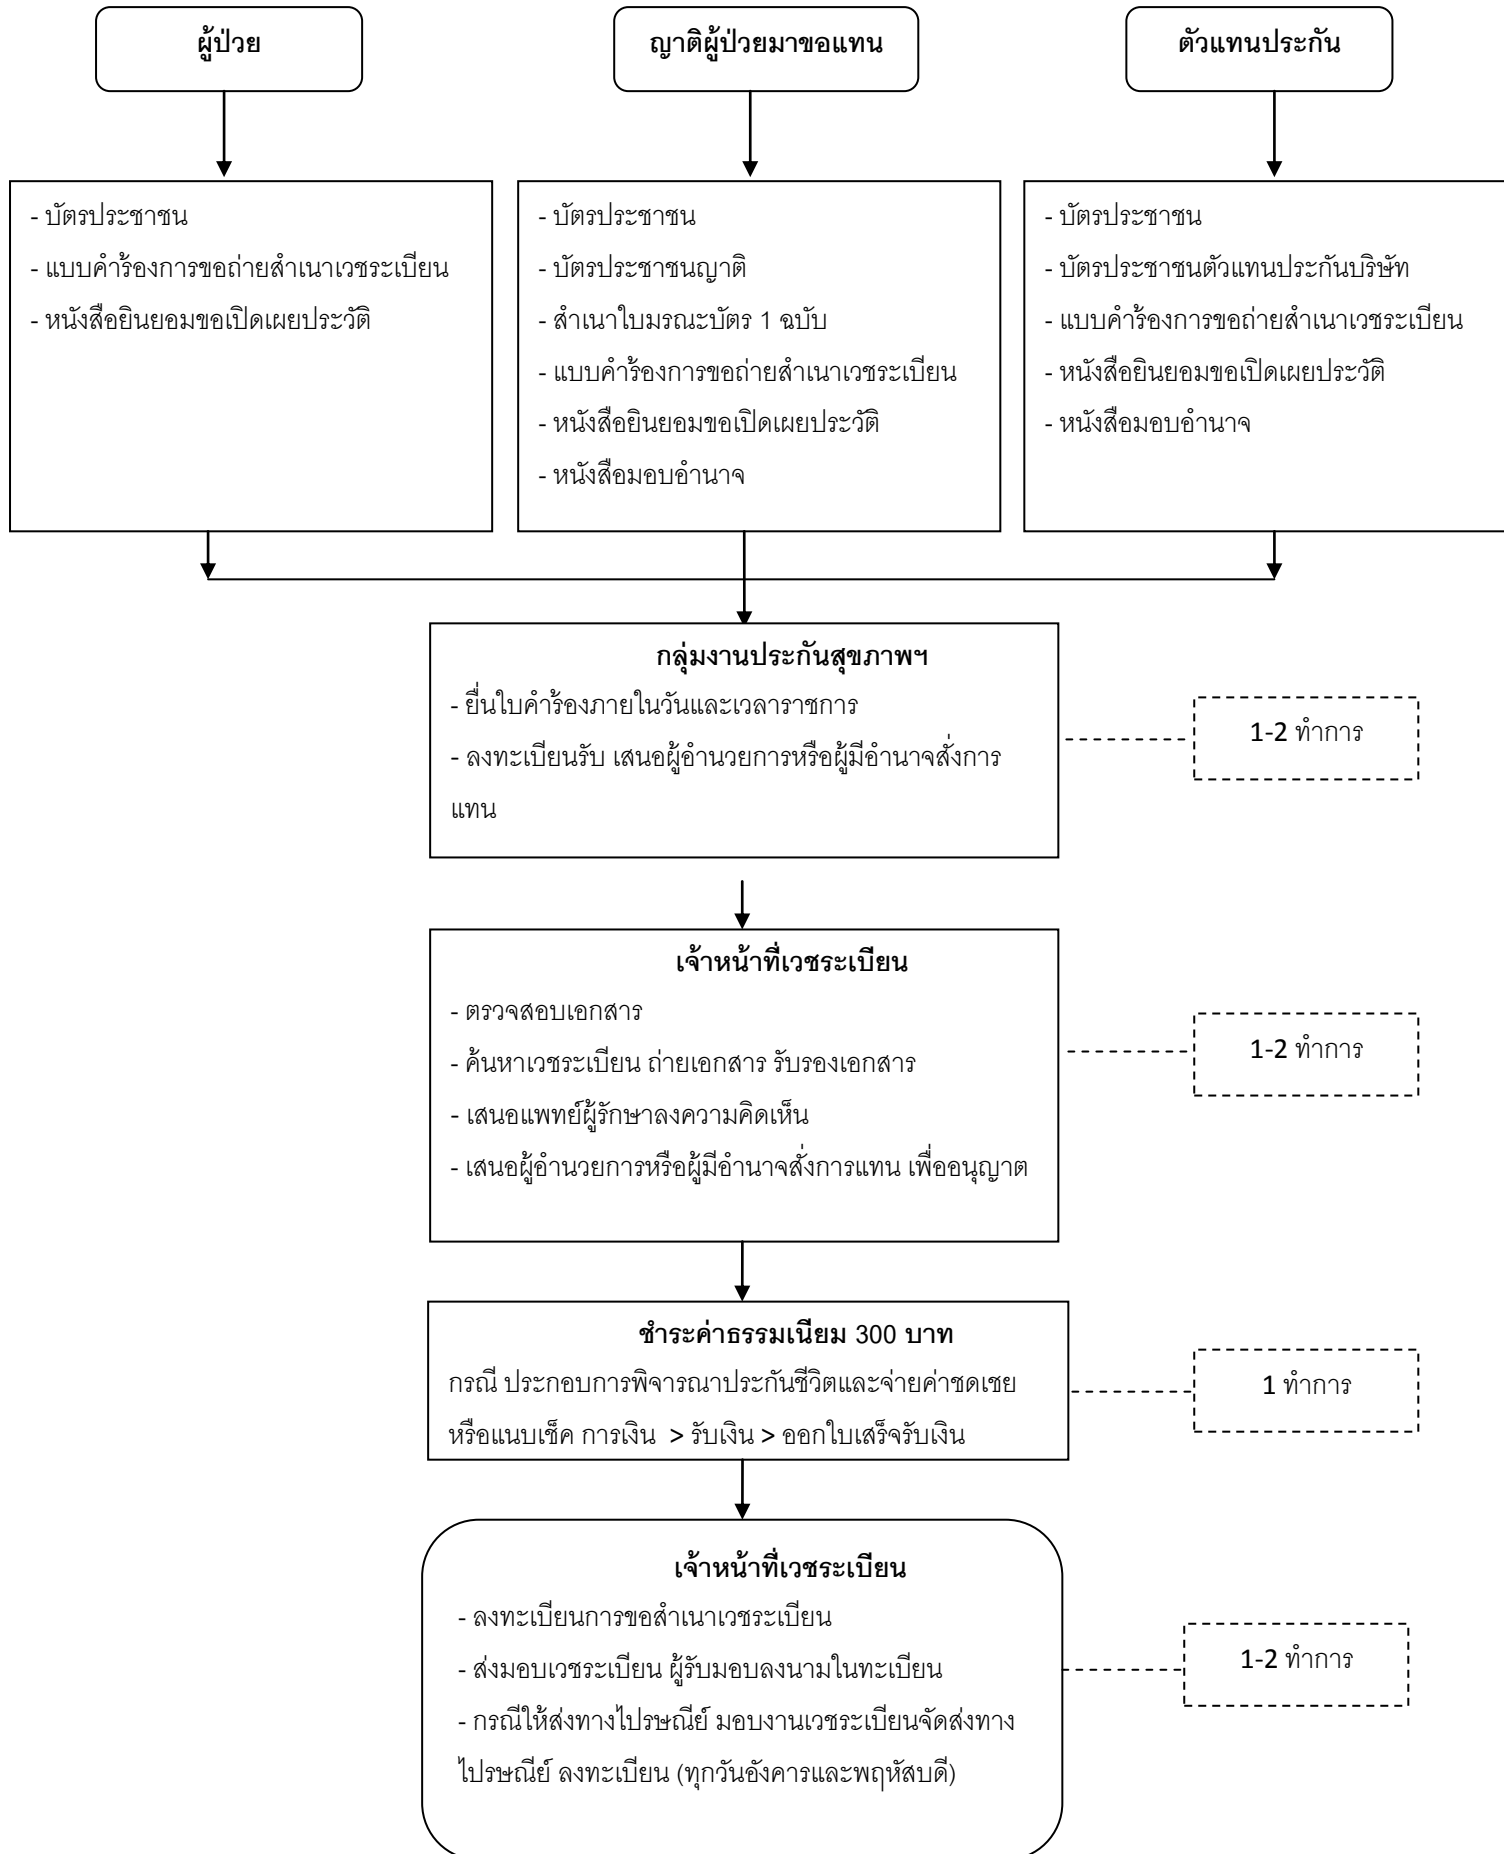 ผู้ป่วย
ญาติผู้ป่วยมาขอแทน
ตัวแทนประกัน
- บัตรประชาชน
- แบบคำร้องการขอถ่ายสำเนาเวชระเบียน
- หนังสือยินยอมขอเปิดเผยประวัติ
- บัตรประชาชน
- บัตรประชาชนญาติ
- สำเนาใบมรณะบัตร 1 ฉบับ
- แบบคำร้องการขอถ่ายสำเนาเวชระเบียน
- หนังสือยินยอมขอเปิดเผยประวัติ
- หนังสือมอบอำนาจ
- บัตรประชาชน
- บัตรประชาชนตัวแทนประกันบริษัท
- แบบคำร้องการขอถ่ายสำเนาเวชระเบียน
- หนังสือยินยอมขอเปิดเผยประวัติ
- หนังสือมอบอำนาจ
กลุ่มงานประกันสุขภาพฯ
- ยื่นใบคำร้องภายในวันและเวลาราชการ
- ลงทะเบียนรับ เสนอผู้อำนวยการหรือผู้มีอำนาจสั่งการ
แทน
1-2 ทำการ
เจ้าหน้าที่เวชระเบียน
- ตรวจสอบเอกสาร
- ค้นหาเวชระเบียน ถ่ายเอกสาร รับรองเอกสาร
- เสนอแพทย์ผู้รักษาลงความคิดเห็น
- เสนอผู้อำนวยการหรือผู้มีอำนาจสั่งการแทน เพื่ออนุญาต
1-2 ทำการ
ชำระค่าธรรมเนียม 300 บาท
กรณี ประกอบการพิจารณาประกันชีวิตและจ่ายค่าชดเชย
หรือแนบเช็ค การเงิน > รับเงิน > ออกใบเสร็จรับเงิน
1 ทำการ
เจ้าหน้าที่เวชระเบียน
- ลงทะเบียนการขอสำเนาเวชระเบียน
- ส่งมอบเวชระเบียน ผู้รับมอบลงนามในทะเบียน
- กรณีให้ส่งทางไปรษณีย์ มอบงานเวชระเบียนจัดส่งทาง
ไปรษณีย์ ลงทะเบียน (ทุกวันอังคารและพฤหัสบดี)
1-2 ทำการ